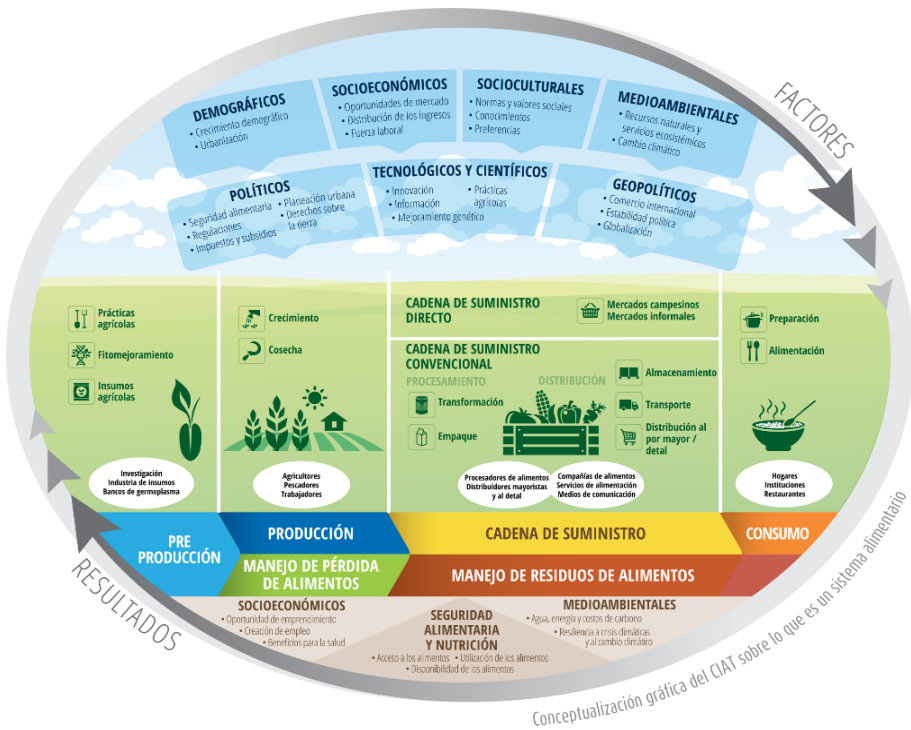 FACTORES
DEMOGRÁFICOS
• Crecimiento demográfico
• Urbanización
SOCIOECONÓMICOS
• Oportunidades de mercado
• Distribución de los ingresos
• Fuerza laboral
SOCIOCULTURALES
• Normas y valores sociales
• Conocimientos
• Preferencias
MEDIOAMBIENTALES
• Recursos naturales y
servicios ecosistémicos
• Cambio climático
POLÍTICOS
• Seguridad alimentaria
• Regulaciones
• Impuestos y subsidios
• Planeación urbana
• Derechos sobre
la tierra
TECNOLÓGICOS Y CIENTÍFICOS
• Innovación
• Información
• Mejoramiento genético
• Prácticas
agrícolas
GEOPOLÍTICOS
• Comercio internacional
• Estabilidad política
• Globalización
Prácticas
agrícolas
Fitomejoramiento
Insumos
agrícolas
Investigación
Industria de insumos
Bancos de germoplasma
Crecimiento
Cosecha
Agricultores
Pescadores
Trabajadores
CADENA DE SUMINISTRO
DIRECTO
Mercados campesinos
Mercados informales
CADENA DE SUMINISTRO
CONVENCIONAL
PROCESAMIENTO
Transformación
Empaque
DISTRIBUCIÓN
Almacenamiento
Transporte
Distribución al
por mayor /
detal
Procesadores de alimentos
Distribuidores mayoristas
y al detal
Compañías de alimentos
Servicios de alimentación
Medios de comunicación
Preparación
Alimentación
Hogares
Instituciones
Restaurantes
PRE
PRODUCCIÓN
PRODUCCIÓN
CADENA DE SUMINISTRO
CONSUMO
MANEJO DE PÉRDIDA
DE ALIMENTOS
MANEJO DE RESIDUOS DE ALIMENTOS
RESULTADOS
SOCIOECONÓMICOS
• Oportunidad de emprendimiento
• Creación de empleo
• Beneficios para la salud
SEGURIDAD
ALIMENTARIA
Y NUTRICIÓN
• Acceso a los alimentos • Utilización de los alimentos
• Disponibilidad de los alimentos
MEDIOAMBIENTALES
• Agua, energía y costos de carbono
• Resiliencia a crisis climáticas
y al cambio climático
Conceptualización gráfica del CIAT sobre lo que es un sistema alimentario